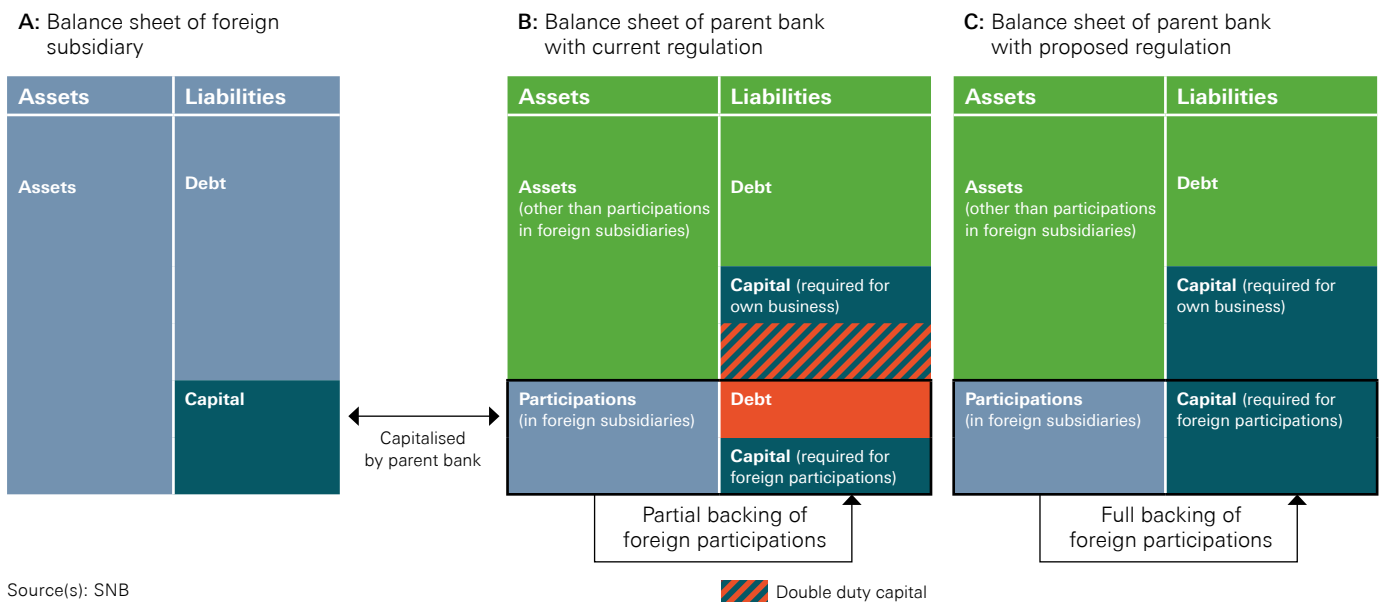 A: Balance sheet of foreign
subsidiary
Assets
Liabilities
Assets
Debt
Capital
Capitalised
by parent bank
B: Balance sheet of parent bank
with current regulation
Assets
Liabilities
Assets
(other than participations
in foreign subsidiaries)
Debt
Capital (required for
own business)
Participations
(in foreign subsidiaries)
Debt
Capital (required for
foreign participations)
Partial backing of
foreign participations
C: Balance sheet of parent bank
with proposed regulation
Assets
Liabilities
Assets
(other than participations
in foreign subsidiaries)
Debt
Capital (required for
own business)
Participations
(in foreign subsidiaries)
Capital (required for
foreign participations)
Full backing of
foreign participations
Source(s): SNB
Double duty capital